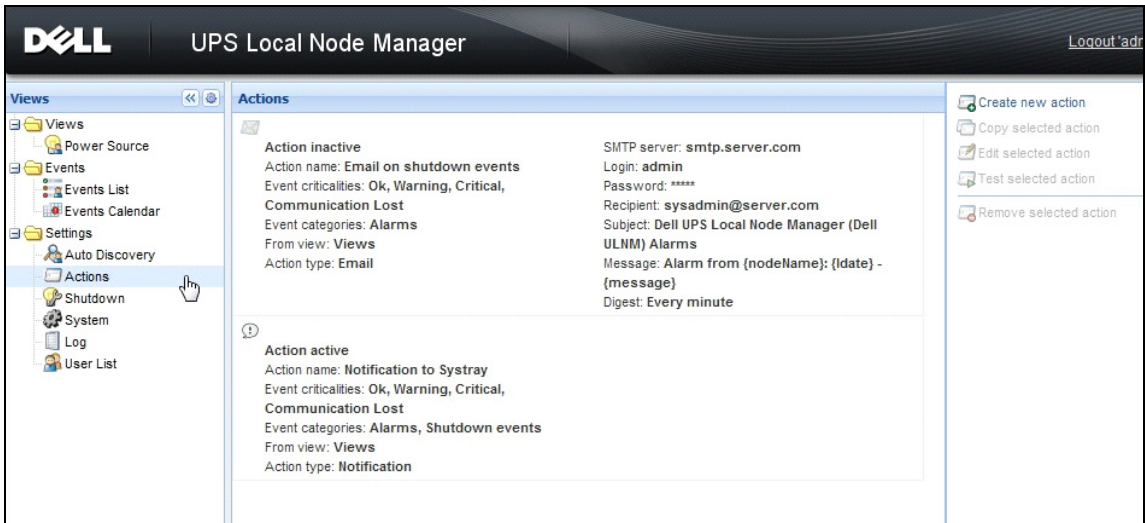 DELL
UPS Local Node Manager
Logout 'adr
Views
Views
Power Source
Events
Events List
Events Calendar
Settings
Auto Discovery
Actions
Shutdown
System
Log
User List
Actions
Action inactive
Action name: Email on shutdown events
Event criticalities: Ok, Warning, Critical,
Communication Lost
Event categories: Alarms
From view: Views
Action type: Email
SMTP server: smtp.server.com
Login: admin
Password: *****
Recipient: sysadmin@server.com
Subject: Dell UPS Local Node Manager (Dell
ULNM) Alarms
Message: Alarm from {nodeName}: {ldate} -
{message}
Digest: Every minute
Action active
Action name: Notification to Systray
Event criticalities: Ok, Warning, Critical,
Communication Lost
Event categories: Alarms, Shutdown events
From view: Views
Action type: Notification
Create new action
Copy selected action
Edit selected action
Test selected action
Remove selected action